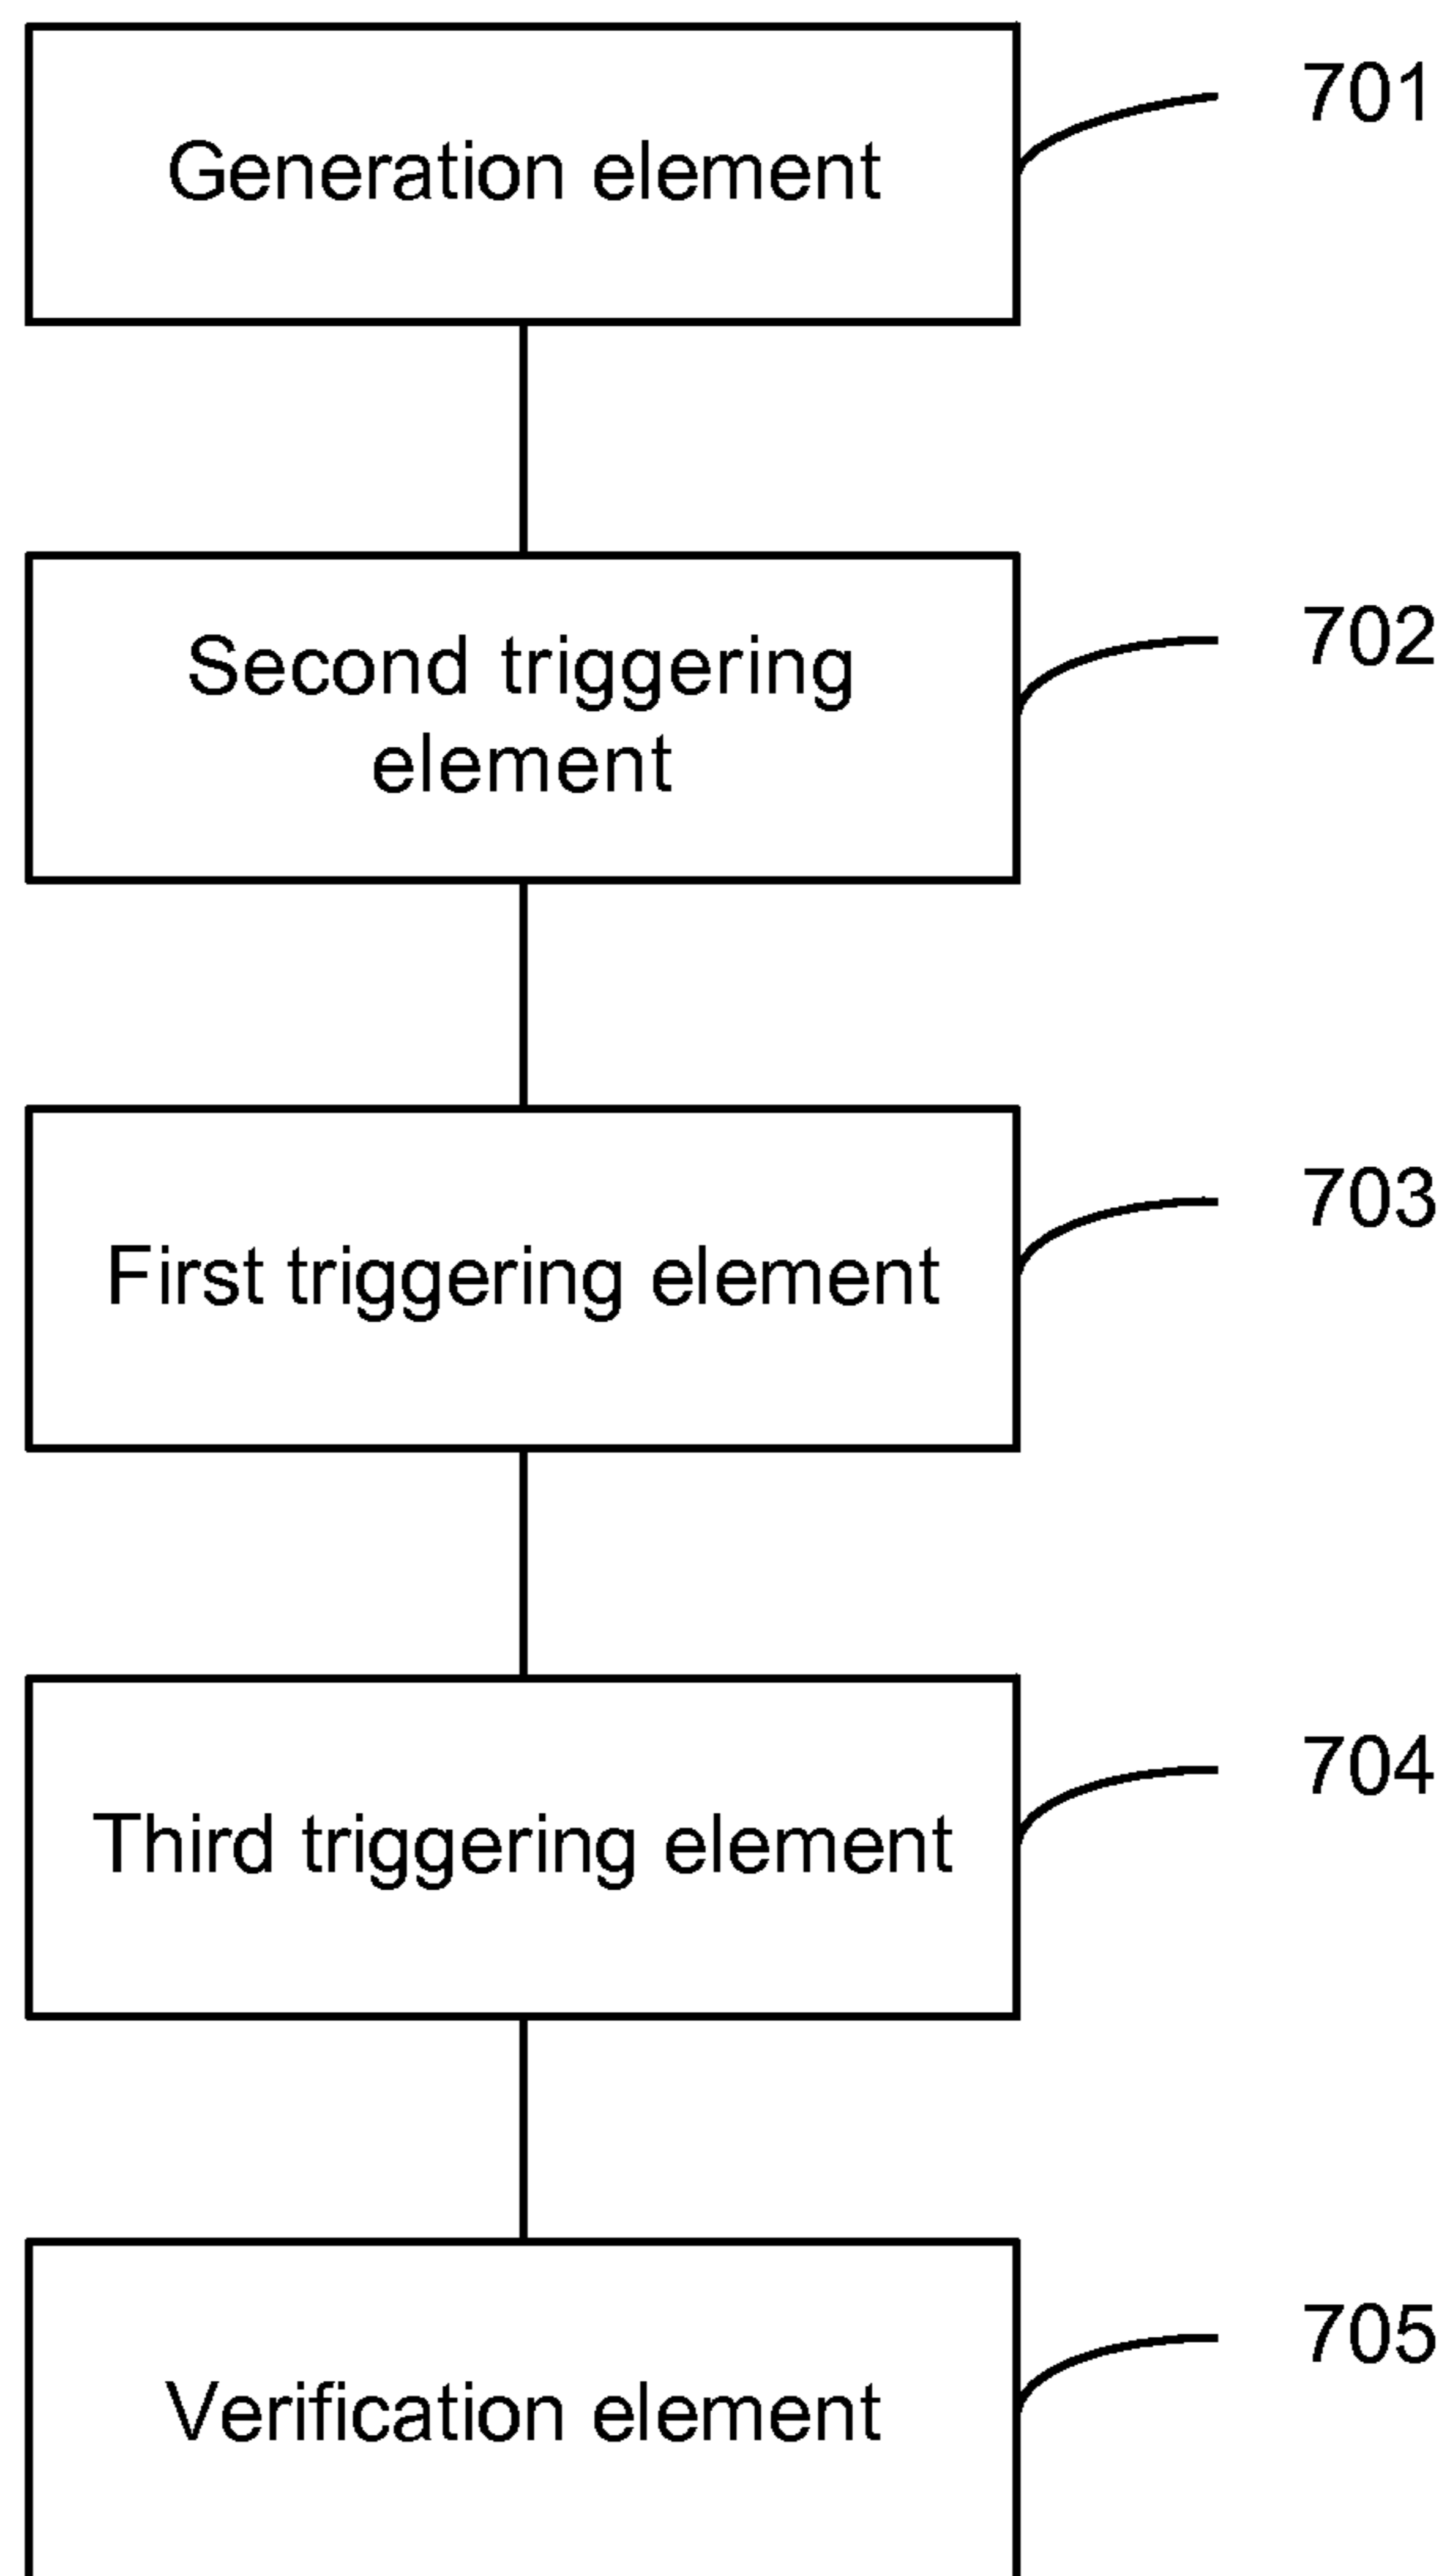 Generation element
701
Second triggering
element
702
First triggering element
703
Third triggering element
704
Verification element
705